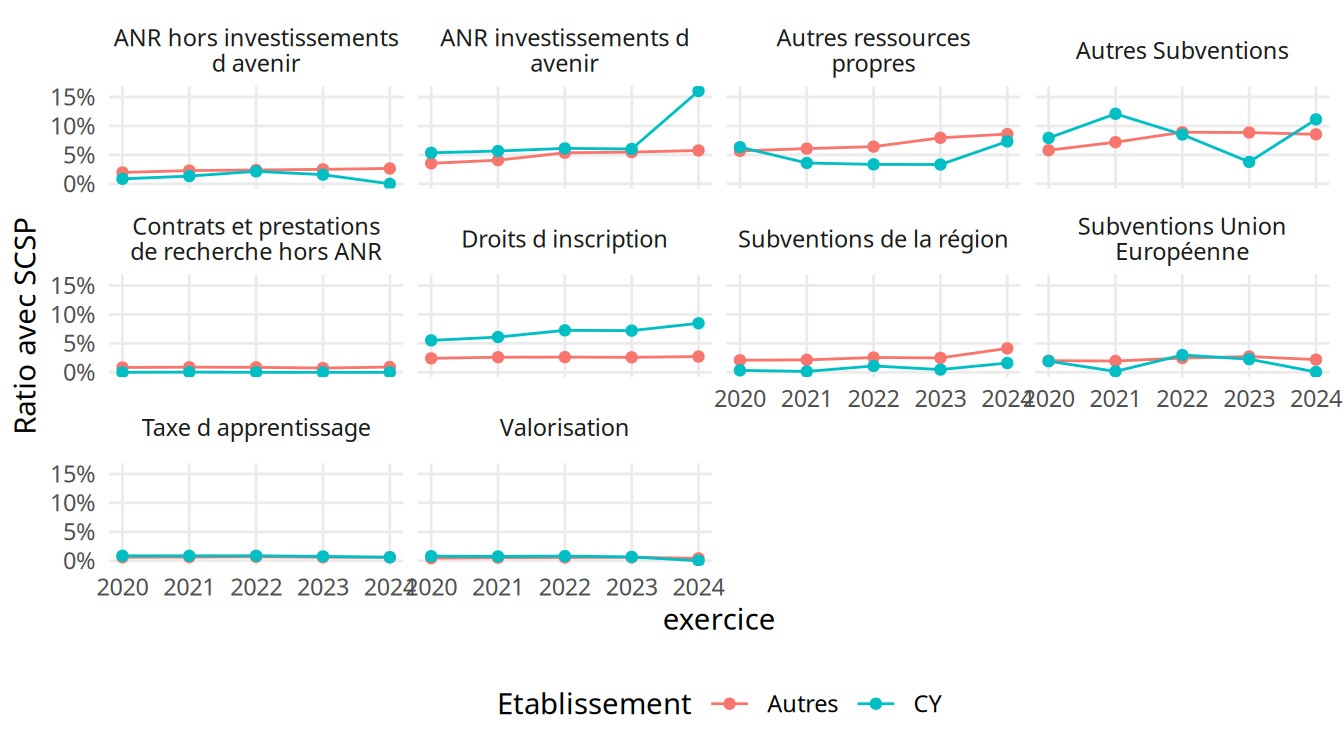 ANR hors investissements
d avenir
ANR investissements d
avenir
Autres ressources
propres
Autres Subventions
15%
10%
5%
0%
Contrats et prestations
de recherche hors ANR
Droits d inscription
Subventions de la région
Subventions Union
Européenne
15%
10%
5%
0%
2020 2021 2022 2023 2024
2020 2021 2022 2023 2024
Taxe d apprentissage
Valorisation
15%
10%
5%
0%
2020 2021 2022 2023 2024
2020 2021 2022 2023 2024
Ratio avec SCSP
exercice
Etablissement Autres CY